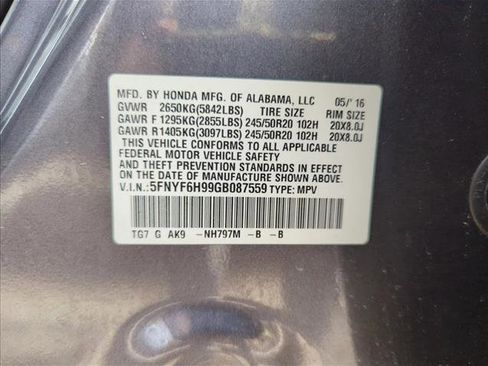 MFD. BY HONDA MFG. OF ALABAMA, LLC 05/'16
GVWR 2650KG(5842LBS) TIRE SIZE RIM SIZE
GAWR F 1295KG(2855LBS) 245/50R20 102H 20X8.0J
GAWR R 1405KG(3097LBS) 245/50R20 102H 20X8.0J
THIS VEHICLE CONFORMS TO ALL APPLICABLE
FEDERAL MOTOR VEHICLE SAFETY
AND THEFT PREVENTION STANDARDS IN EFFECT
ON THE DATE OF MANUFACTURE SHOWN ABOVE.
V.I.N.: 5FNYF6H99GB087559 TYPE: MPV
TG7 G AK9 -NH797M -B -B